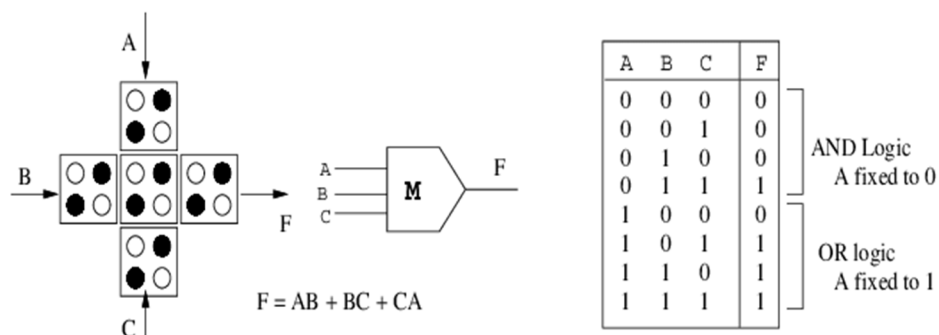 A
B
F
C
A
B
C
M
F
F = AB + BC + CA
A B C F
0 0 0 0
0 0 1 0
0 1 0 0
0 1 1 1
1 0 0 0
1 0 1 1
1 1 0 1
1 1 1 1
AND Logic
A fixed to 0
OR logic
A fixed to 1